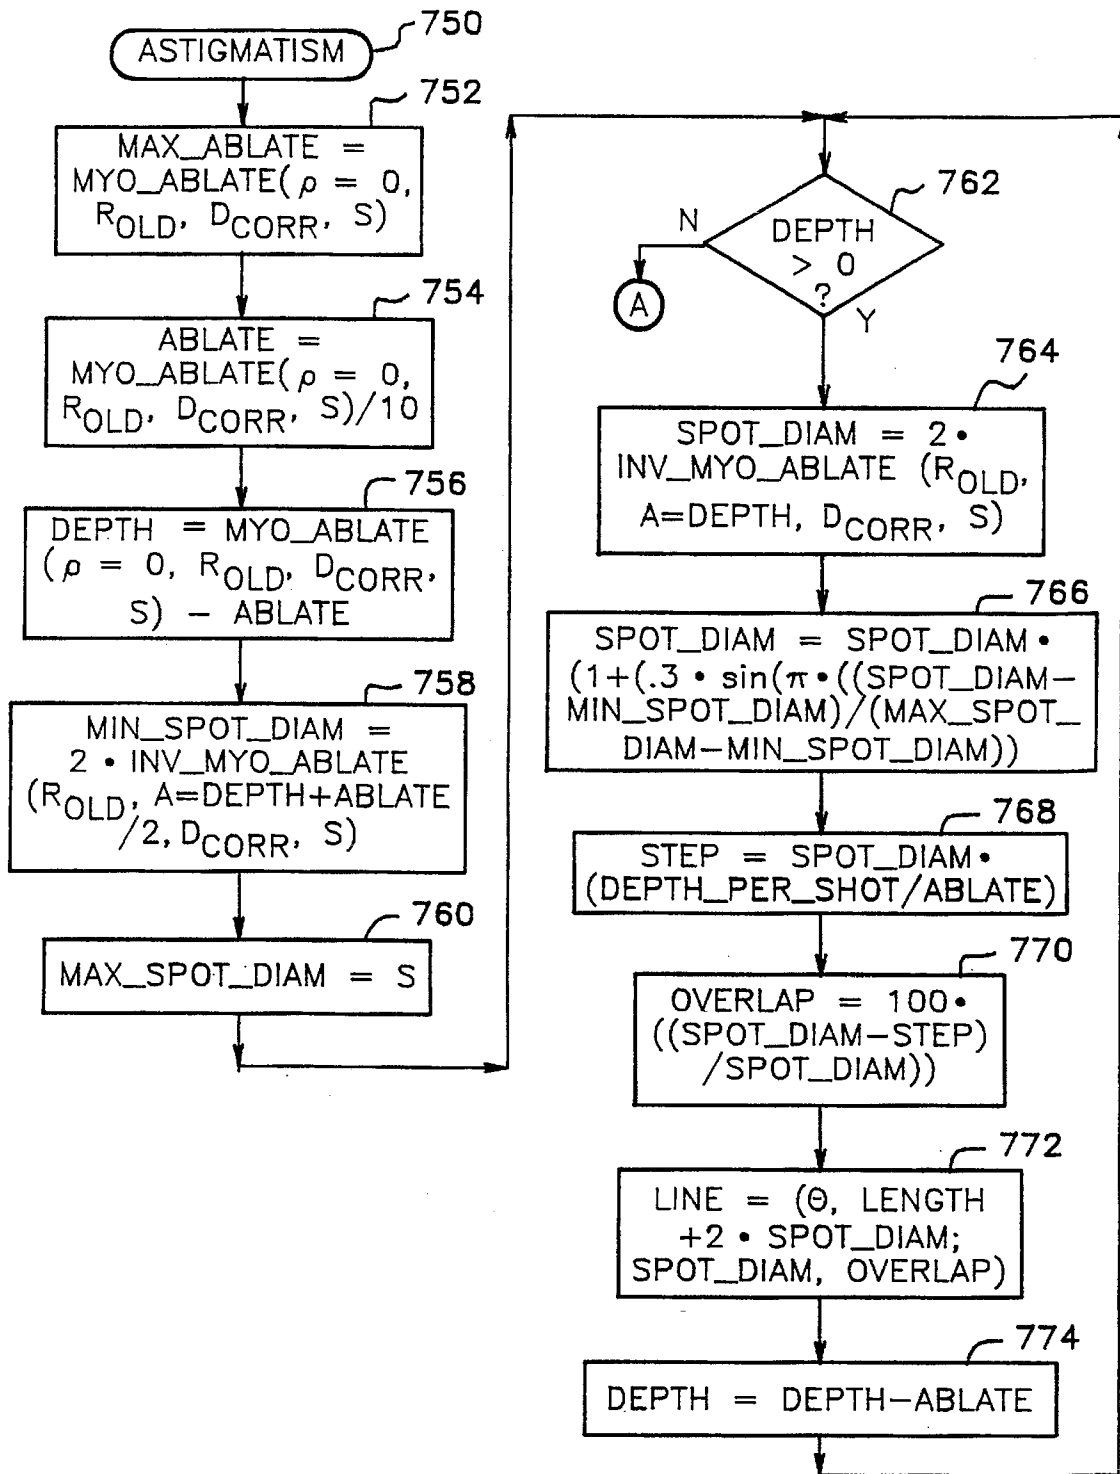 750
ASTIGMATISM
752
MAX_ABLATE =
MYO_ABLATE(ρ = 0,
R_OLD, D_CORR, S)
754
ABLATE =
MYO_ABLATE(ρ = 0,
R_OLD, D_CORR, S)/10
756
DEPTH = MYO_ABLATE
(ρ = 0, R_OLD, D_CORR,
S) – ABLATE
758
MIN_SPOT_DIAM =
2 • INV_MYO_ABLATE
(R_OLD, A=DEPTH+ABLATE
/2, D_CORR, S)
760
MAX_SPOT_DIAM = S
762
DEPTH
> 0
?
N
A
Y
764
SPOT_DIAM = 2•
INV_MYO_ABLATE (R_OLD,
A=DEPTH, D_CORR, S)
766
SPOT_DIAM = SPOT_DIAM•
(1+(.3 • sin(π•((SPOT_DIAM–
MIN_SPOT_DIAM)/(MAX_SPOT_
DIAM–MIN_SPOT_DIAM))
768
STEP = SPOT_DIAM•
(DEPTH_PER_SHOT/ABLATE)
770
OVERLAP = 100•
((SPOT_DIAM–STEP)
/SPOT_DIAM))
772
LINE = (Θ, LENGTH
+2 • SPOT_DIAM;
SPOT_DIAM, OVERLAP)
774
DEPTH = DEPTH–ABLATE